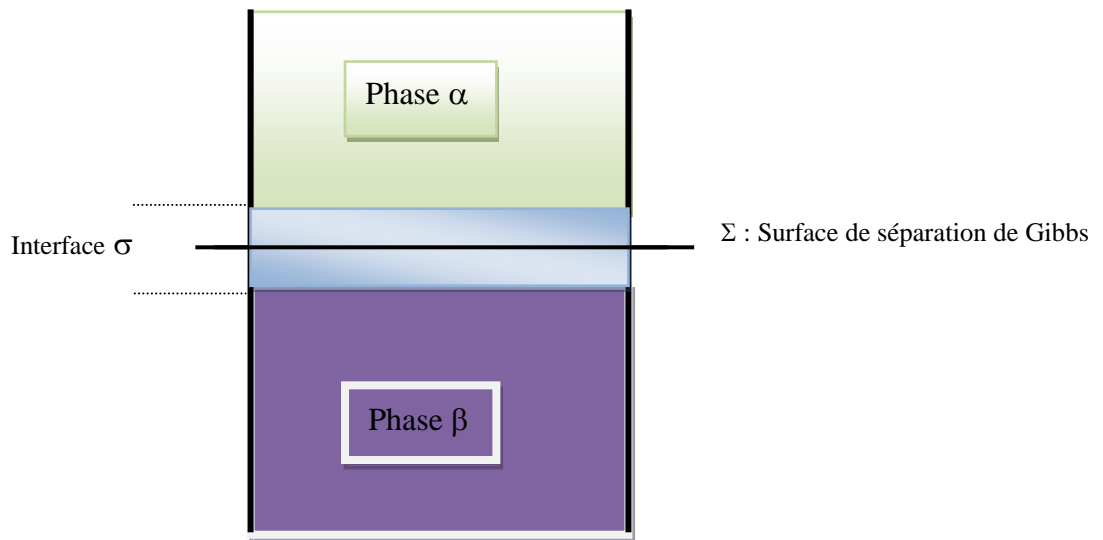 Phase α
Interface σ
Σ : Surface de séparation de Gibbs
Phase β